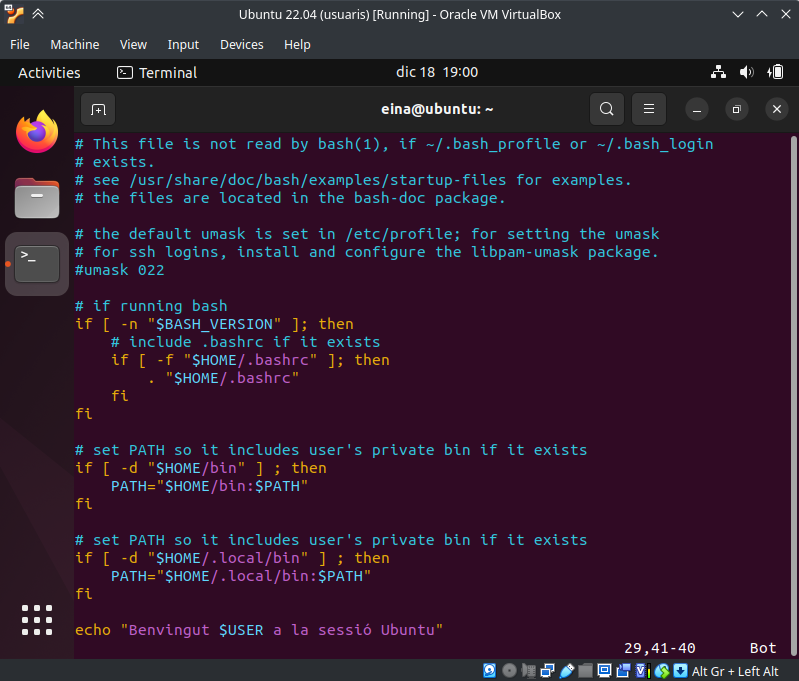 Ubuntu 22.04 (usuaris) [Running] - Oracle VM VirtualBox
File Machine View Input Devices Help
Activities Terminal dic 18 19:00
eina@ubuntu: ~
# This file is not read by bash(1), if ~/.bash_profile or ~/.bash_login
# exists.
# see /usr/share/doc/bash/examples/startup-files for examples.
# the files are located in the bash-doc package.

# the default umask is set in /etc/profile; for setting the umask
# for ssh logins, install and configure the libpam-umask package.
#umask 022

# if running bash
if [ -n "$BASH_VERSION" ]; then
    # include .bashrc if it exists
    if [ -f "$HOME/.bashrc" ]; then
        . "$HOME/.bashrc"
    fi
fi

# set PATH so it includes user's private bin if it exists
if [ -d "$HOME/bin" ] ; then
    PATH="$HOME/bin:$PATH"
fi

# set PATH so it includes user's private bin if it exists
if [ -d "$HOME/.local/bin" ] ; then
    PATH="$HOME/.local/bin:$PATH"
fi

echo "Benvingut $USER a la sessió Ubuntu"
29,41-40 Bot
Alt Gr + Left Alt